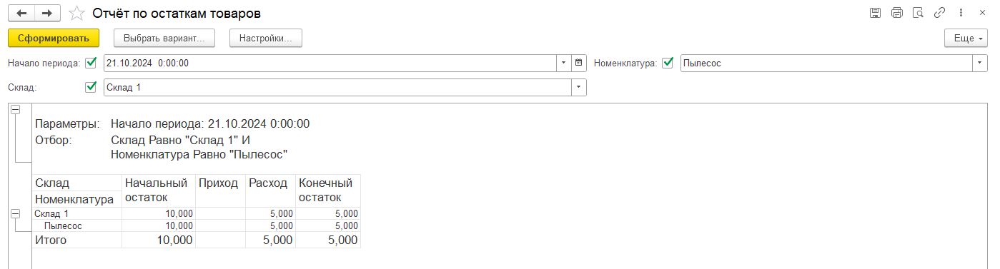 Отчёт по остаткам товаров
Сформировать Выбрать вариант... Настройки... Еще
Начало периода: 21.10.2024 0:00:00 Номенклатура: Пылесос
Склад: Склад 1
Параметры: Начало периода: 21.10.2024 0:00:00
Отбор: Склад Равно "Склад 1" И
Номенклатура Равно "Пылесос"
Склад Начальный Приход Расход Конечный
Номенклатура остаток остаток
Склад 1 10,000 5,000 5,000
Пылесос 10,000 5,000 5,000
Итого 10,000 5,000 5,000